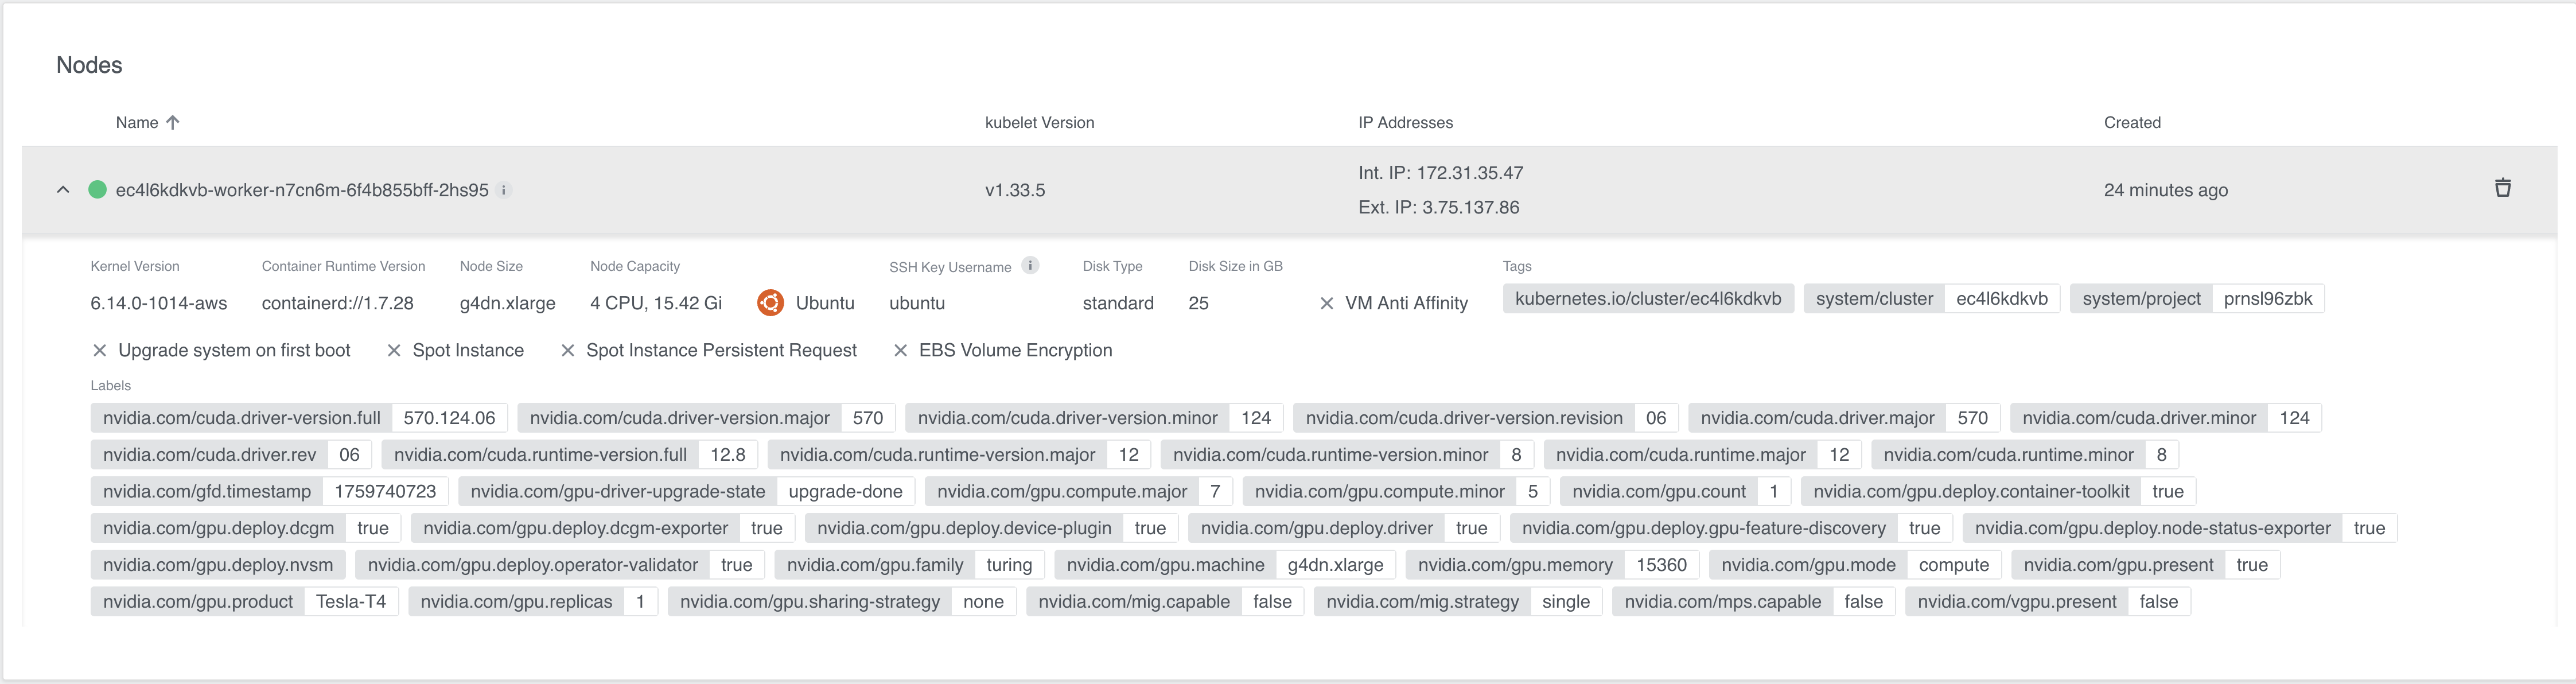 Nodes
Name kubelet Version IP Addresses Created
ec4l6kdkvb-worker-n7cn6m-6f4b855bff-2hs95 v1.33.5 Int. IP: 172.31.35.47 Ext. IP: 3.75.137.86 24 minutes ago
Kernel Version Container Runtime Version Node Size Node Capacity SSH Key Username Disk Type Disk Size in GB Tags
6.14.0-1014-aws containerd://1.7.28 g4dn.xlarge 4 CPU, 15.42 Gi Ubuntu ubuntu standard 25 VM Anti Affinity kubernetes.io/cluster/ec4l6kdkvb system/cluster ec4l6kdkvb system/project prnsl96zbk
Upgrade system on first boot Spot Instance Spot Instance Persistent Request EBS Volume Encryption
Labels
nvidia.com/cuda.driver-version.full 570.124.06 nvidia.com/cuda.driver-version.major 570 nvidia.com/cuda.driver-version.minor 124 nvidia.com/cuda.driver-version.revision 06 nvidia.com/cuda.driver.major 570 nvidia.com/cuda.driver.minor 124
nvidia.com/cuda.driver.rev 06 nvidia.com/cuda.runtime-version.full 12.8 nvidia.com/cuda.runtime-version.major 12 nvidia.com/cuda.runtime-version.minor 8 nvidia.com/cuda.runtime.major 12 nvidia.com/cuda.runtime.minor 8
nvidia.com/gfd.timestamp 1759740723 nvidia.com/gpu-driver-upgrade-state upgrade-done nvidia.com/gpu.compute.major 7 nvidia.com/gpu.compute.minor 5 nvidia.com/gpu.count 1 nvidia.com/gpu.deploy.container-toolkit true
nvidia.com/gpu.deploy.dcgm true nvidia.com/gpu.deploy.dcgm-exporter true nvidia.com/gpu.deploy.device-plugin true nvidia.com/gpu.deploy.driver true nvidia.com/gpu.deploy.gpu-feature-discovery true nvidia.com/gpu.deploy.node-status-exporter true
nvidia.com/gpu.deploy.nvsm nvidia.com/gpu.deploy.operator-validator true nvidia.com/gpu.family turing nvidia.com/gpu.machine g4dn.xlarge nvidia.com/gpu.memory 15360 nvidia.com/gpu.mode compute nvidia.com/gpu.present true
nvidia.com/gpu.product Tesla-T4 nvidia.com/gpu.replicas 1 nvidia.com/gpu.sharing-strategy none nvidia.com/mig.capable false nvidia.com/mig.strategy single nvidia.com/mps.capable false nvidia.com/vgpu.present false